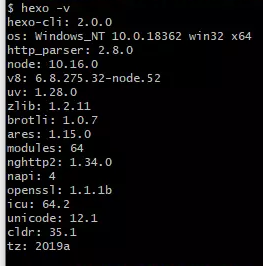 $ hexo -v
hexo-cli: 2.0.0
os: Windows_NT 10.0.18362 win32 x64
http_parser: 2.8.0
node: 10.16.0
v8: 6.8.275.32-node.52
uv: 1.28.0
zlib: 1.2.11
brotli: 1.0.7
ares: 1.15.0
modules: 64
nghttp2: 1.34.0
napi: 4
openssl: 1.1.1b
icu: 64.2
unicode: 12.1
cldr: 35.1
tz: 2019a